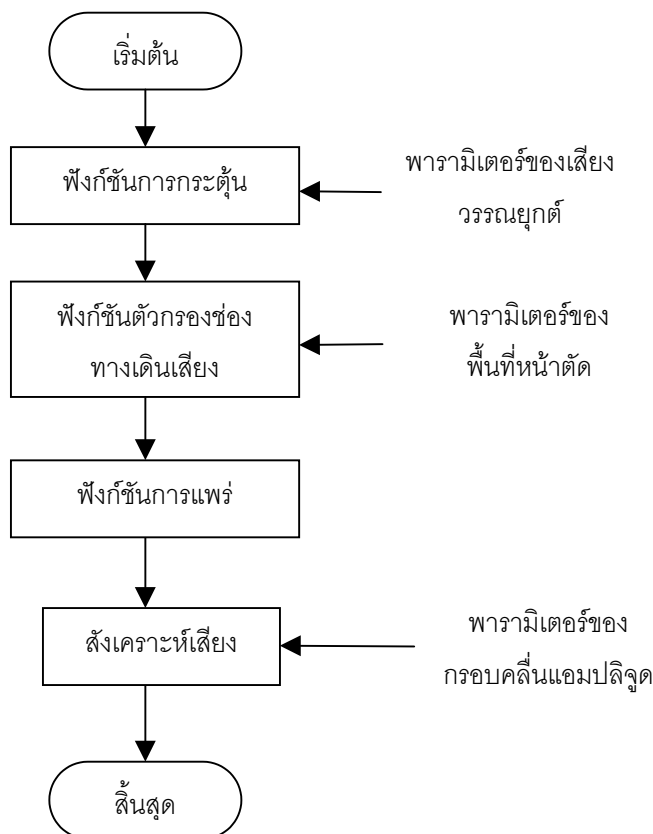 เริ่มต้น
ฟังก์ชันการกระตุ้น
พารามิเตอร์ของเสียง
วรรณยุกต์
ฟังก์ชันตัวกรองช่อง
ทางเดินเสียง
พารามิเตอร์ของ
พื้นที่หน้าตัด
ฟังก์ชันการแพร่
สังเคราะห์เสียง
พารามิเตอร์ของ
กรอบคลื่นแอมปลิจูด
สิ้นสุด